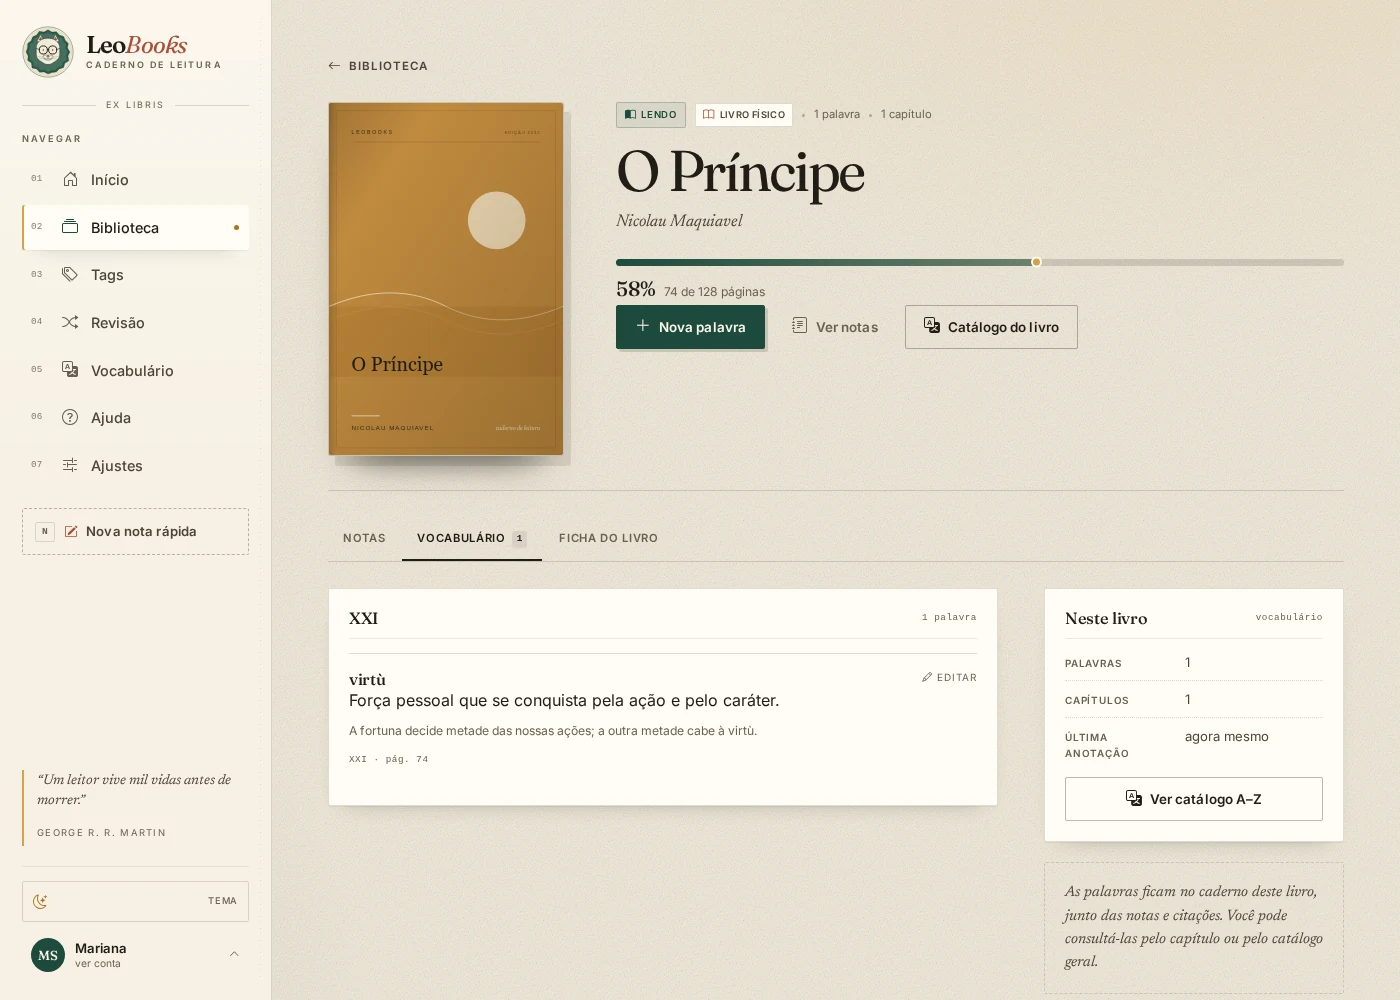 LeoBooks
CADERNO DE LEITURA
EX LIBRIS
NAVEGAR
01 Início
02 Biblioteca
03 Tags
04 Revisão
05 Vocabulário
06 Ajuda
07 Ajustes
N Nova nota rápida
“Um leitor vive mil vidas antes de
morrer.”
GEORGE R. R. MARTIN
TEMA
MS Mariana
ver conta
← BIBLIOTECA
LEOBOOKS
O Príncipe
NICOLAU MAQUIAVEL
caderno de leitura
LENDO LIVRO FÍSICO • 1 palavra • 1 capítulo
O Príncipe
Nicolau Maquiavel
58% 74 de 128 páginas
+ Nova palavra Ver notas Catálogo do livro
NOTAS VOCABULÁRIO 1 FICHA DO LIVRO
XXI 1 palavra
virtù EDITAR
Força pessoal que se conquista pela ação e pelo caráter.
A fortuna decide metade das nossas ações; a outra metade cabe à virtù.
XXI · pág. 74
Neste livro vocabulário
PALAVRAS 1
CAPÍTULOS 1
ÚLTIMA
ANOTAÇÃO agora mesmo
Ver catálogo A–Z
As palavras ficam no caderno deste livro,
junto das notas e citações. Você pode
consultá-las pelo capítulo ou pelo catálogo
geral.